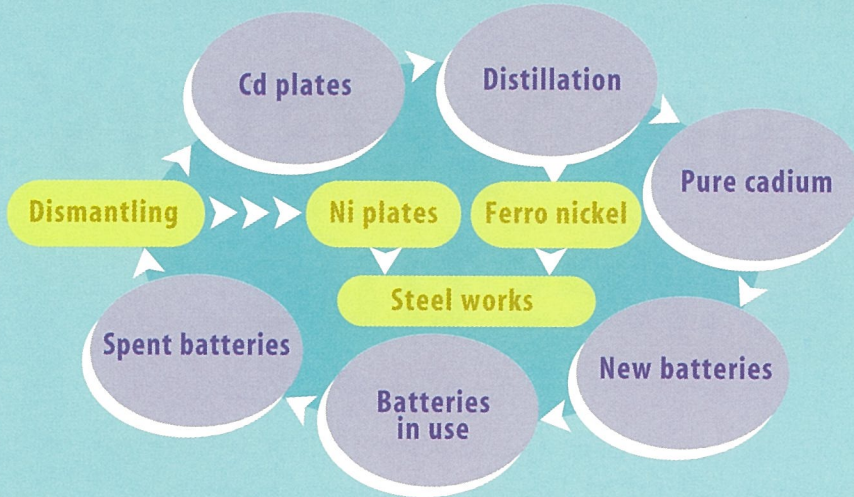 Cd plates
Distillation
Pure cadium
Dismantling
Ni plates
Ferro nickel
Steel works
Spent batteries
New batteries
Batteries
in use